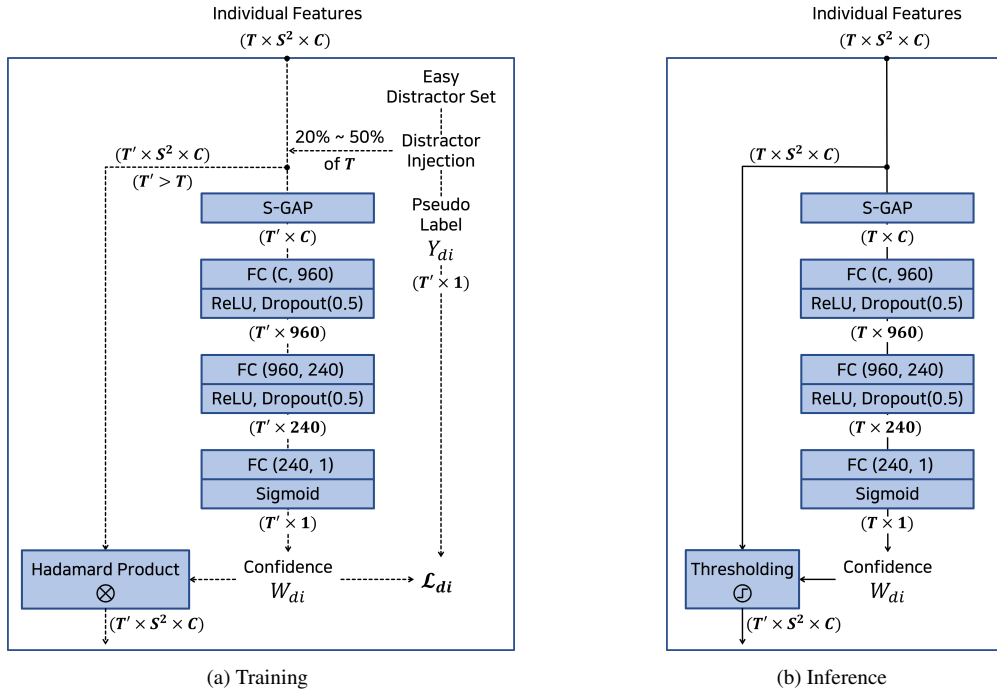 Individual Features
(T × S² × C)
Easy
Distractor Set
20% ~ 50%
of T
Distractor
Injection
(T′ × S² × C)
(T′ > T)
S-GAP
(T′ × C)
Pseudo
Label
Y_di
(T′ × 1)
FC (C, 960)
ReLU, Dropout(0.5)
(T′ × 960)
FC (960, 240)
ReLU, Dropout(0.5)
(T′ × 240)
FC (240, 1)
Sigmoid
(T′ × 1)
Hadamard Product
⊗
Confidence
W_di
ℒ_di
(T′ × S² × C)
(a) Training
Individual Features
(T × S² × C)
(T × S² × C)
S-GAP
(T × C)
FC (C, 960)
ReLU, Dropout(0.5)
(T × 960)
FC (960, 240)
ReLU, Dropout(0.5)
(T × 240)
FC (240, 1)
Sigmoid
(T × 1)
Thresholding
Confidence
W_di
(T′ × S² × C)
(b) Inference